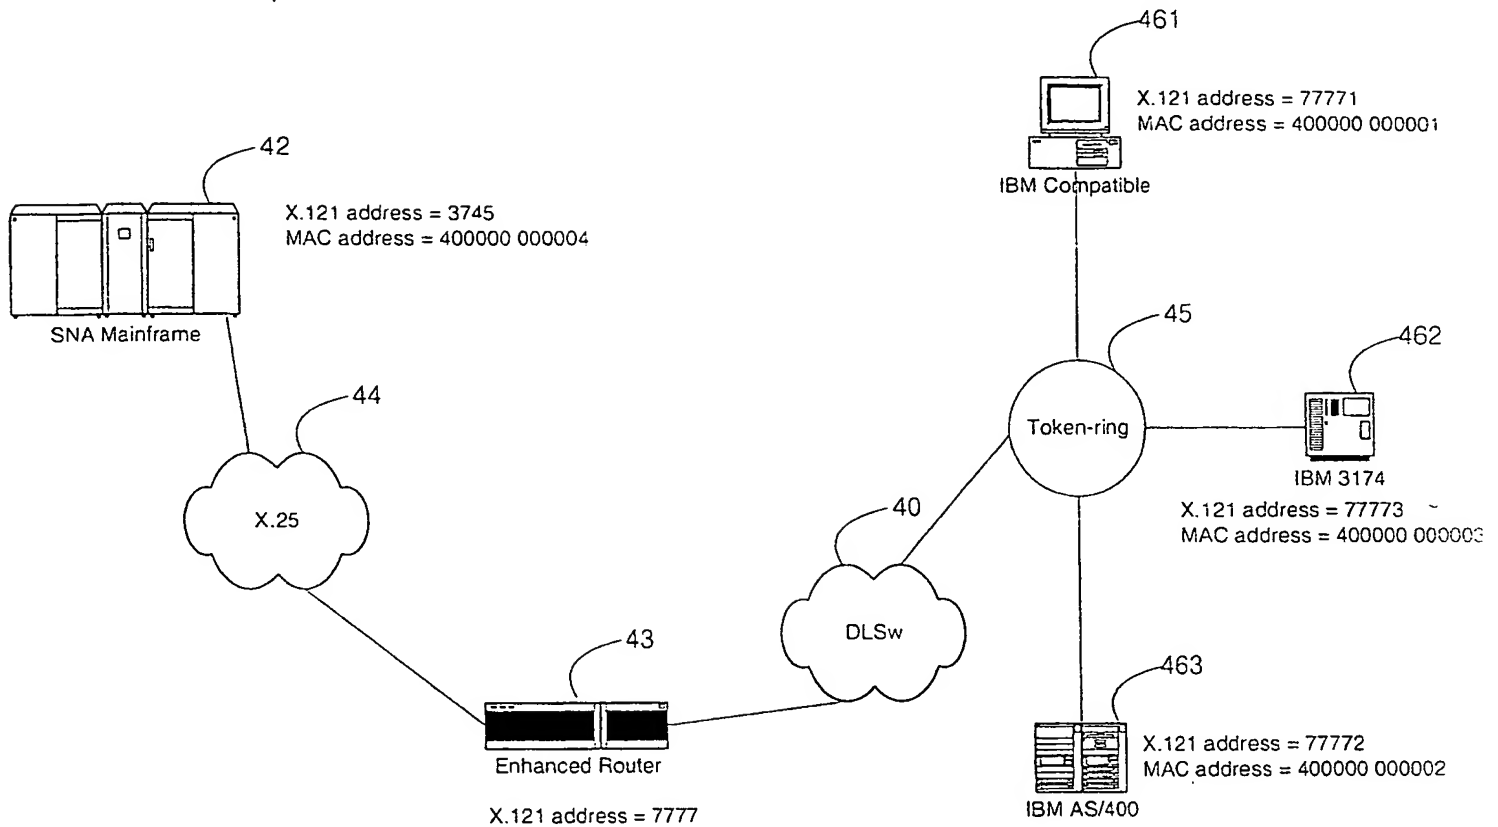 461
X.121 address = 77771
MAC address = 400000 000001
IBM Compatible
42
X.121 address = 3745
MAC address = 400000 000004
SNA Mainframe
45
462
Token-ring
IBM 3174
X.121 address = 77773
MAC address = 400000 000003
44
X.25
40
DLSw
43
Enhanced Router
X.121 address = 7777
463
X.121 address = 77772
MAC address = 400000 000002
IBM AS/400